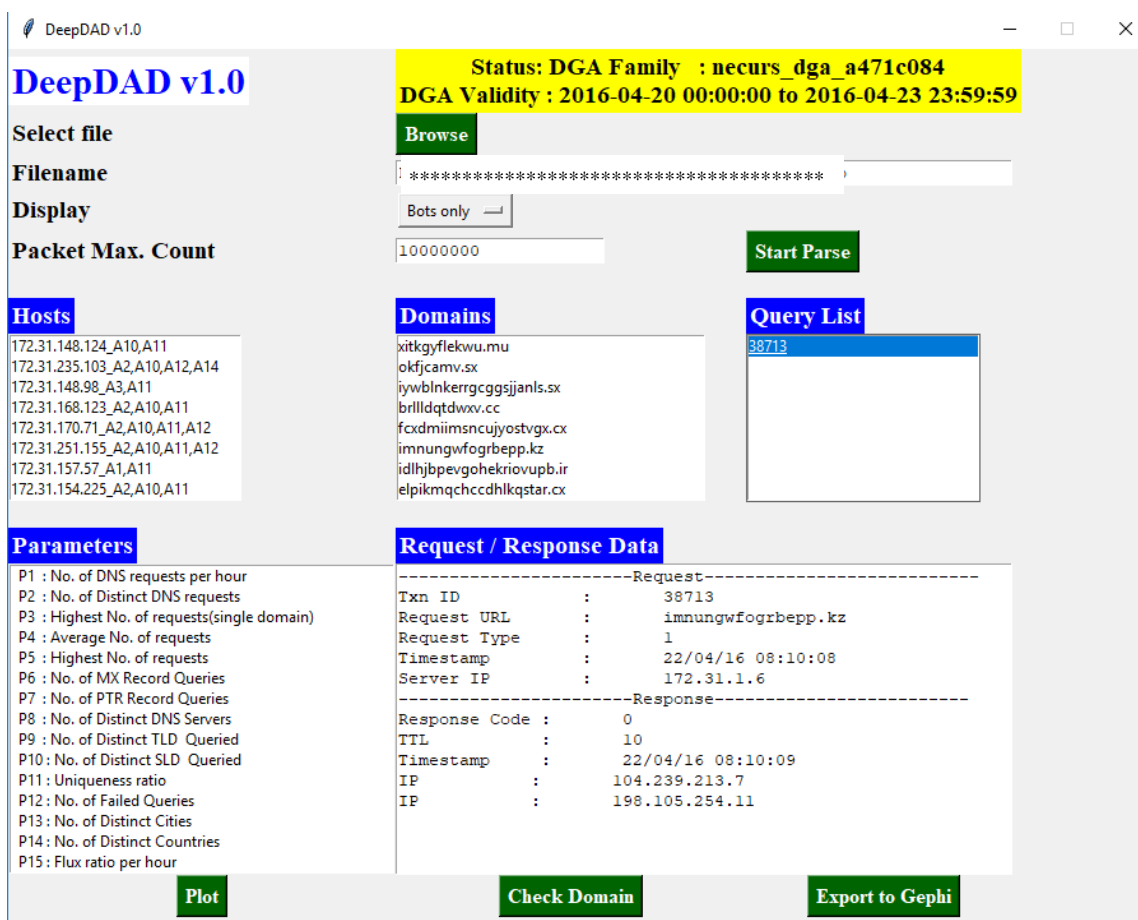 DeepDAD v1.0
DeepDAD v1.0
Status: DGA Family : necurs_dga_a471c084
DGA Validity : 2016-04-20 00:00:00 to 2016-04-23 23:59:59
Select file
Browse
Filename
***************************************
Display
Bots only
Packet Max. Count
10000000
Start Parse
Hosts
172.31.148.124_A10,A11
172.31.235.103_A2,A10,A12,A14
172.31.148.98_A3,A11
172.31.168.123_A2,A10,A11
172.31.170.71_A2,A10,A11,A12
172.31.251.155_A2,A10,A11,A12
172.31.157.57_A1,A11
172.31.154.225_A2,A10,A11
Domains
xitkgyflekwu.mu
okfjcamv.sx
iywblnkerrgcggsjjanls.sx
brllldqtdwxv.cc
fcxdmiimsncujyostvgx.cx
imnungwfogrbepp.kz
idlhjbpevgohekriovupb.ir
elpikmqchccdhlkqstar.cx
Query List
38713
Parameters
P1 : No. of DNS requests per hour
P2 : No. of Distinct DNS requests
P3 : Highest No. of requests(single domain)
P4 : Average No. of requests
P5 : Highest No. of requests
P6 : No. of MX Record Queries
P7 : No. of PTR Record Queries
P8 : No. of Distinct DNS Servers
P9 : No. of Distinct TLD Queried
P10 : No. of Distinct SLD Queried
P11 : Uniqueness ratio
P12 : No. of Failed Queries
P13 : No. of Distinct Cities
P14 : No. of Distinct Countries
P15 : Flux ratio per hour
Request / Response Data
-----------------------Request---------------------------
Txn ID : 38713
Request URL : imnungwfogrbepp.kz
Request Type : 1
Timestamp : 22/04/16 08:10:08
Server IP : 172.31.1.6
-----------------------Response-------------------------
Response Code : 0
TTL : 10
Timestamp : 22/04/16 08:10:09
IP : 104.239.213.7
IP : 198.105.254.11
Plot
Check Domain
Export to Gephi